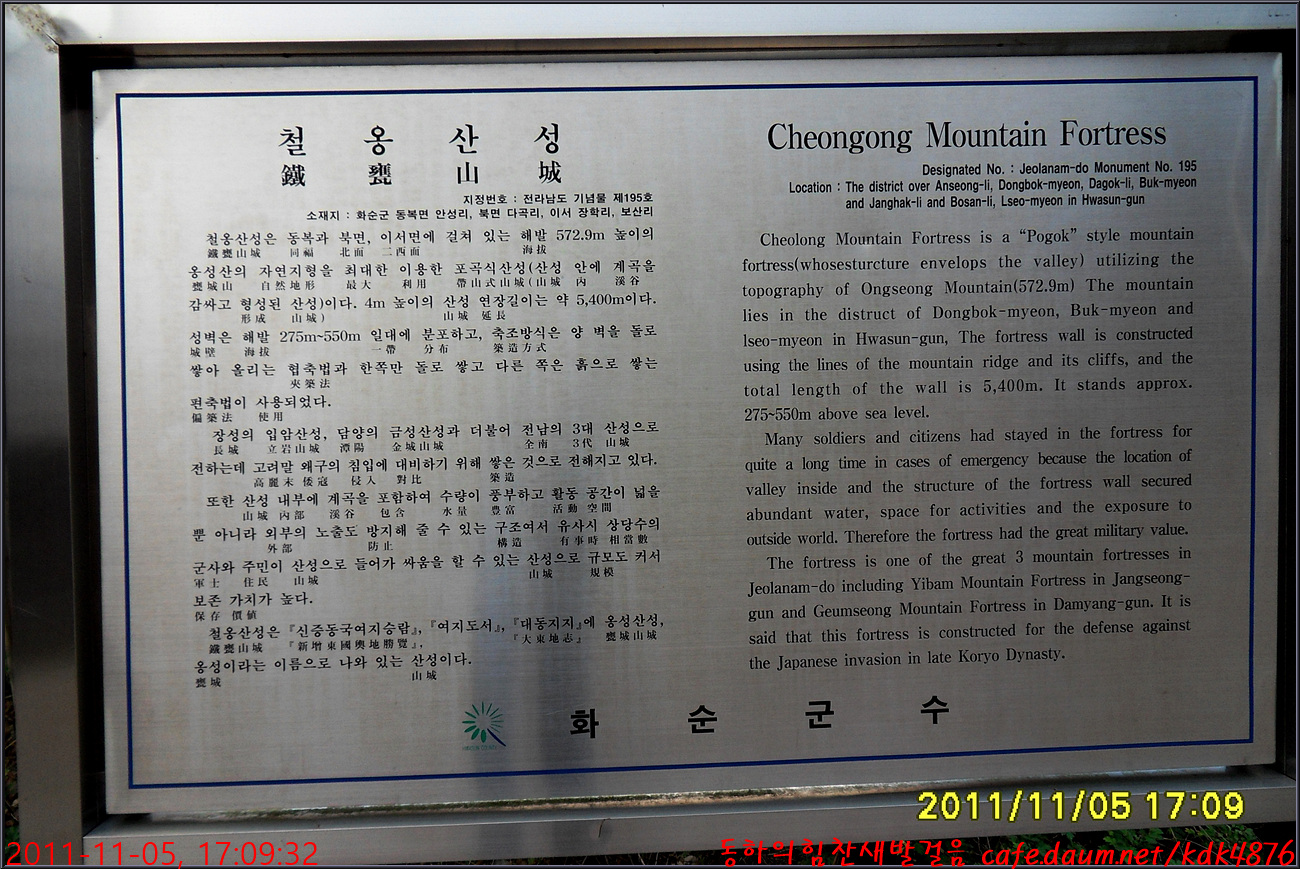 철 옹 산 성
鐵 甕 山 城
지정번호 : 전라남도 기념물 제195호
소재지 : 화순군 동복면 안성리, 북면 다곡리, 이서 장학리, 보산리
철옹산성은 동복과 북면, 이서면에 걸쳐 있는 해발 572.9m 높이의
鐵甕山城 同福 北面 二西面 海拔
옹성산의 자연지형을 최대한 이용한 포곡식산성(산성 안에 계곡을
甕城山 自然地形 最大 利用 帶山式山城(山城 內 溪谷
감싸고 형성된 산성)이다. 4m 높이의 산성 연장길이는 약 5,400m이다.
形成 山城) 山城 延長
성벽은 해발 275m~550m 일대에 분포하고, 축조방식은 양 벽을 돌로
城壁 海拔 一帶 分布 築造方式
쌓아 올리는 협축법과 한쪽만 돌로 쌓고 다른 쪽은 흙으로 쌓는
夾築法
편축법이 사용되었다.
偏築法 使用
장성의 입암산성, 담양의 금성산성과 더불어 전남의 3대 산성으로
長城 立岩山城 潭陽 金城山城 全南 3代 山城
전하는데 고려말 왜구의 침입에 대비하기 위해 쌓은 것으로 전해지고 있다.
高麗末 倭寇 侵入 對比 築造
또한 산성 내부에 계곡을 포함하여 수량이 풍부하고 활동 공간이 넓을
山城 內部 溪谷 包含 水量 豊富 活動 空間
뿐 아니라 외부의 노출도 방지해 줄 수 있는 구조여서 유사시 상당수의
外部 防止 構造 有事時 相當數
군사와 주민이 산성으로 들어가 싸움을 할 수 있는 산성으로 규모도 커서
軍士 住民 山城 山城 規模
보존 가치가 높다.
保存 價値
철옹산성은『신증동국여지승람』,『여지도서』,『대동지지』에 옹성산성,
鐵甕山城 『新增東國輿地勝覽』, 『大東地志』 甕城山城
옹성이라는 이름으로 나와 있는 산성이다.
甕城 山城
Cheongong Mountain Fortress
Designated No. : Jeolanam-do Monument No. 195
Location : The district over Anseong-li, Dongbok-myeon, Dagok-li, Buk-myeon
and Janghak-li and Bosan-li, Lseo-myeon in Hwasun-gun
Cheolong Mountain Fortress is a “Pogok” style mountain
fortress(whosesturcture envelops the valley) utilizing the
topography of Ongseong Mountain(572.9m) The mountain
lies in the distruct of Dongbok-myeon, Buk-myeon and
lseo-myeon in Hwasun-gun, The fortress wall is constructed
using the lines of the mountain ridge and its cliffs, and the
total length of the wall is 5,400m. It stands approx.
275~550m above sea level.
Many soldiers and citizens had stayed in the fortress for
quite a long time in cases of emergency because the location of
valley inside and the structure of the fortress wall secured
abundant water, space for activities and the exposure to
outside world. Therefore the fortress had the great military value.
The fortress is one of the great 3 mountain fortresses in
Jeolanam-do including Yibam Mountain Fortress in Jangseong-
gun and Geumseong Mountain Fortress in Damyang-gun. It is
said that this fortress is constructed for the defense against
the Japanese invasion in late Koryo Dynasty.
화 순 군 수
2011/11/05 17:09
2011-11-05, 17:09:32
동하의힘찬새발걸음 cafe.daum.net/kdk4876